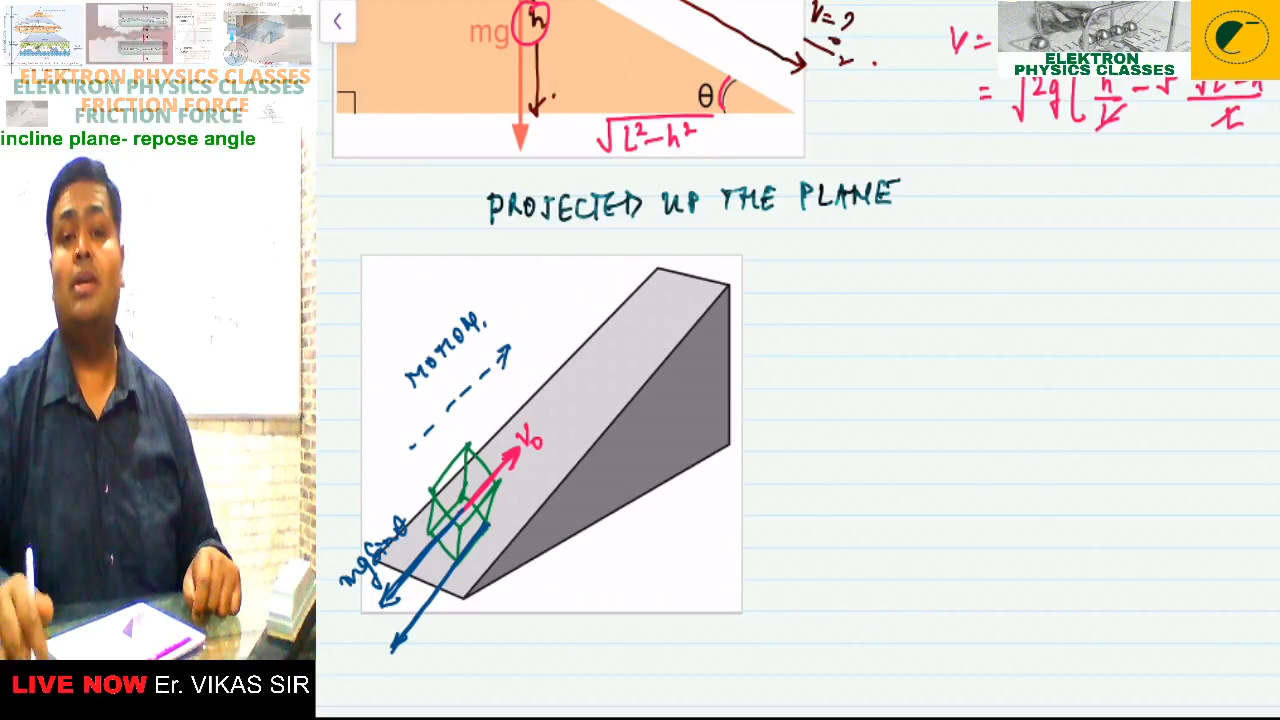 ELEKTRON PHYSICS CLASSES
ELEKTRON PHYSICS CLASSES
FRICTION FORCE
FRICTION FORCE
incline plane- repose angle
mg
h
θ
√L²-h²
V=?
V=
ELEKTRON
PHYSICS CLASSES
= √2g(
PROJECTED UP THE PLANE
MOTION.
V₀
mg sinθ
LIVE NOW Er. VIKAS SIR